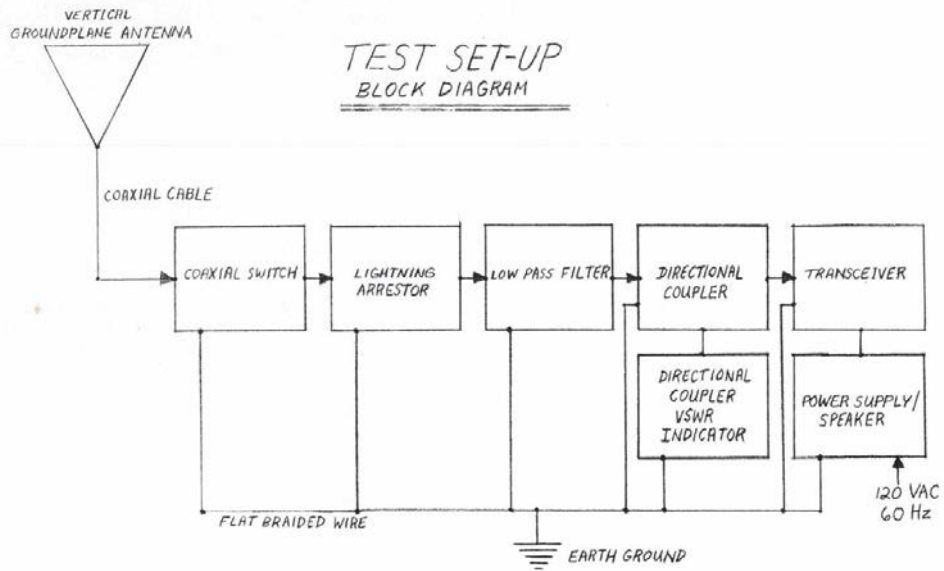 VERTICAL
GROUNDPLANE ANTENNA
TEST SET-UP
BLOCK DIAGRAM
COAXIAL CABLE
COAXIAL SWITCH
LIGHTNING
ARRESTOR
LOW PASS FILTER
DIRECTIONAL
COUPLER
TRANSCEIVER
DIRECTIONAL
COUPLER
VSWR
INDICATOR
POWER SUPPLY/
SPEAKER
120 VAC
60 Hz
FLAT BRAIDED WIRE
EARTH GROUND